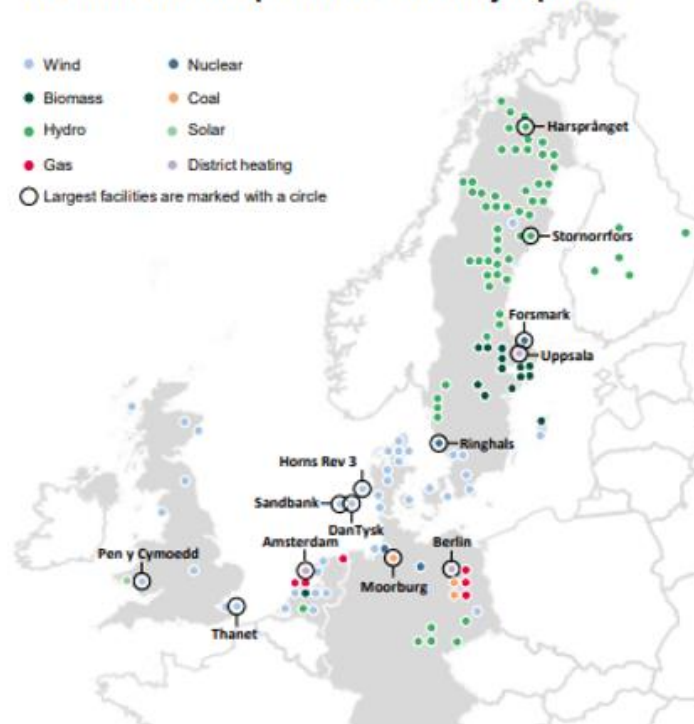 Wind
Nuclear
Biomass
Coal
Hydro
Solar
Gas
District heating
Largest facilities are marked with a circle
Harsprånget
Stornorrfors
Forsmark
Uppsala
Ringhals
Horns Rev 3
Sandbank
DanTysk
Amsterdam
Berlin
Pen y Cymoedd
Moorburg
Thanet